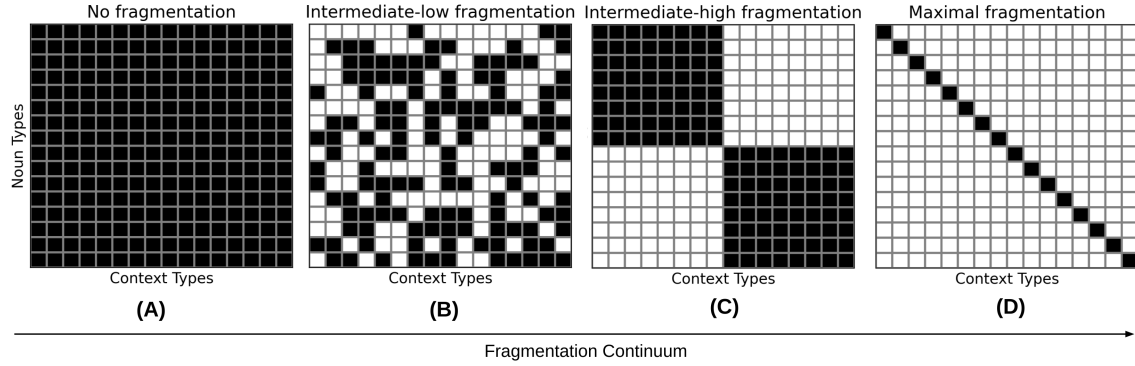 No fragmentation
Intermediate-low fragmentation
Intermediate-high fragmentation
Maximal fragmentation
Noun Types
Context Types
Context Types
Context Types
Context Types
(A)
(B)
(C)
(D)
Fragmentation Continuum